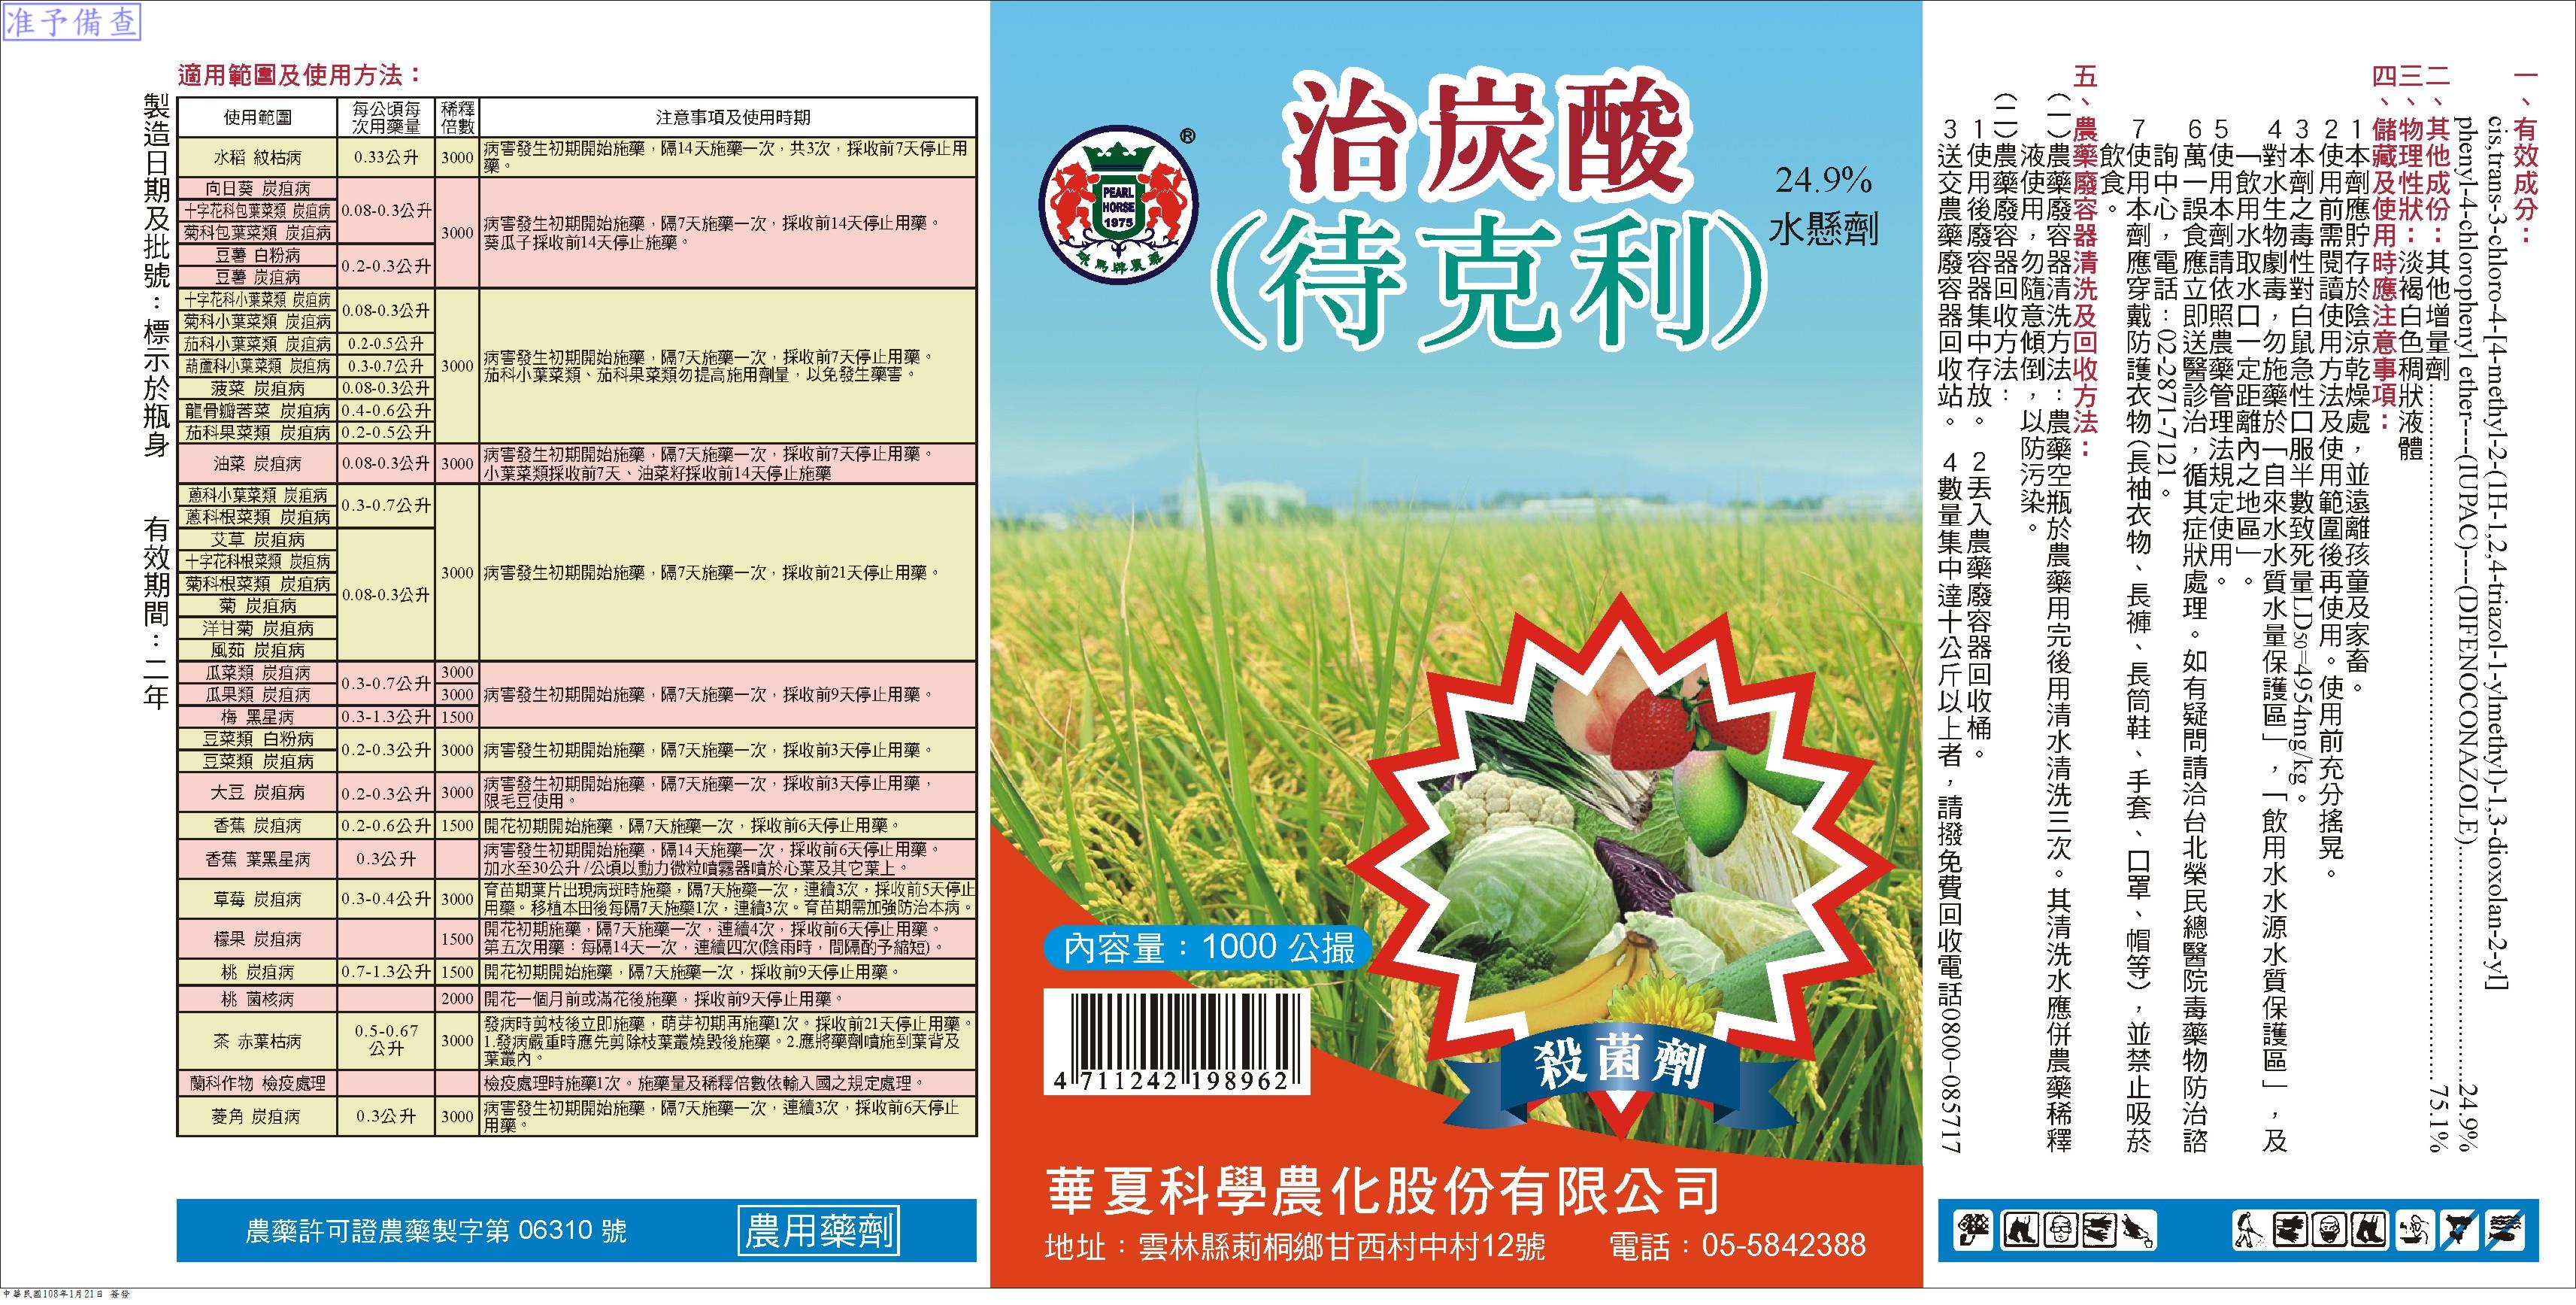 准予備查
適用範圍及使用方法：
製造日期及批號：標示於瓶身　有效期間：二年
使用範圍 每公頃每次用藥量 稀釋倍數 注意事項及使用時期
水稻 紋枯病 0.33公升 3000 病害發生初期開始施藥，隔14天施藥一次，共3次，採收前7天停止用
藥。
向日葵 炭疽病
十字花科包葉菜類 炭疽病 0.08-0.3公升
菊科包葉菜類 炭疽病
3000 病害發生初期開始施藥，隔7天施藥一次，採收前14天停止用藥。
葵瓜子採收前14天停止施藥。
豆薯 白粉病
豆薯 炭疽病 0.2-0.3公升
十字花科小葉菜類 炭疽病
菊科小葉菜類 炭疽病 0.08-0.3公升
茄科小葉菜類 炭疽病 0.2-0.5公升
葫蘆科小葉菜類 炭疽病 0.3-0.7公升
3000 病害發生初期開始施藥，隔7天施藥一次，採收前7天停止用藥。
茄科小葉菜類、茄科果菜類勿提高施用劑量，以免發生藥害。
菠菜 炭疽病 0.08-0.3公升
龍骨瓣莕菜 炭疽病 0.4-0.6公升
茄科果菜類 炭疽病 0.2-0.5公升
油菜 炭疽病 0.08-0.3公升 3000 病害發生初期開始施藥，隔7天施藥一次，採收前7天停止用藥。
小葉菜類採收前7天、油菜籽採收前14天停止施藥
蔥科小葉菜類 炭疽病
蔥科根菜類 炭疽病 0.3-0.7公升
艾草 炭疽病
十字花科根菜類 炭疽病
3000 病害發生初期開始施藥，隔7天施藥一次，採收前21天停止用藥。
菊科根菜類 炭疽病 0.08-0.3公升
菊 炭疽病
洋甘菊 炭疽病
風茹 炭疽病
瓜菜類 炭疽病 0.3-0.7公升 3000
瓜果類 炭疽病 3000 病害發生初期開始施藥，隔7天施藥一次，採收前9天停止用藥。
梅 黑星病 0.3-1.3公升 1500
豆菜類 白粉病
豆菜類 炭疽病 0.2-0.3公升 3000 病害發生初期開始施藥，隔7天施藥一次，採收前3天停止用藥。
大豆 炭疽病 0.2-0.3公升 3000 病害發生初期開始施藥，隔7天施藥一次，採收前3天停止用藥，
限毛豆使用。
香蕉 炭疽病 0.2-0.6公升 1500 開花初期開始施藥，隔7天施藥一次，採收前6天停止用藥。
香蕉 葉黑星病 0.3公升 病害發生初期開始施藥，隔14天施藥一次，採收前6天停止用藥。
加水至30公升/公頃以動力微粒噴霧器噴於心葉及其它葉上。
草莓 炭疽病 0.3-0.4公升 3000 育苗期葉片出現病斑時施藥，隔7天施藥一次，連續3次，採收前5天停止
用藥。移植本田後每隔7天施藥1次，連續3次。育苗期需加強防治本病。
檬果 炭疽病 1500 開花初期施藥，隔7天施藥一次，連續4次，採收前6天停止用藥。
第五次用藥：每隔14天一次，連續四次(陰雨時，間隔酌予縮短)。
桃 炭疽病 0.7-1.3公升 1500 開花初期開始施藥，隔7天施藥一次，採收前9天停止用藥。
桃 菌核病 2000 開花一個月前或滿花後施藥，採收前9天停止用藥。
茶 赤葉枯病 0.5-0.67公升 3000 發病時剪枝後立即施藥，萌芽初期再施藥1次。採收前21天停止用藥。
1.發病嚴重時應先剪除枝葉叢燒毀後施藥。2.應將藥劑噴施到葉背及
葉叢內。
蘭科作物 檢疫處理 檢疫處理時施藥1次。施藥量及稀釋倍數依輸入國之規定處理。
菱角 炭疽病 0.3公升 3000 病害發生初期開始施藥，隔7天施藥一次，連續3次，採收前6天停止
用藥。
農藥許可證農藥製字第 06310 號
農用藥劑
中華民國108年1月21日 簽發
PEARL
HORSE
1975
珠馬牌農藥
®
治炭酸
(待克利)
24.9%
水懸劑
內容量：1000 公撮
4 711242 198962
殺菌劑
華夏科學農化股份有限公司
地址：雲林縣莿桐鄉甘西村中村12號　電話：05-5842388
一、有效成分：
cis,trans-3-chloro-4-[4-methyl-2-(1H-1,2,4-triazol-1-ylmethyl)-1,3-dioxolan-2-yl]
phenyl-4-chlorophenyl ether----(IUPAC)----(DIFENOCONAZOLE)..........24.9%
二、其他成份：其他增量劑..........75.1%
三、物理性狀：淡褐白色稠狀液體
四、儲藏及使用時應注意事項：
1本劑應貯存於陰涼乾燥處，並遠離孩童及家畜。
2使用前需閱讀使用方法及使用範圍後再使用。使用前充分搖晃。
3本劑之毒性對白鼠急性口服半數致死量LD50=4954mg/kg。
4對水生物劇毒，勿施藥於「自來水水質水量保護區」，「飲用水水源水質保護區」，及
「飲用水取水口一定距離內之地區」。
5使用本劑請依照農藥管理法規定使用。
6萬一誤食應立即送醫診治，循其症狀處理。如有疑問請洽台北榮民總醫院毒藥物防治諮
詢中心，電話：02-2871-7121。
7使用本劑應穿戴防護衣物(長袖衣物、長褲、長筒鞋、手套、口罩、帽等)，並禁止吸菸
飲食。
五、農藥廢容器清洗及回收方法：
(一)農藥廢容器清洗方法：農藥空瓶於農藥用完後用清水清洗三次。其清洗水應併農藥稀釋
液使用，勿隨意傾倒，以防污染。
(二)農藥廢容器回收方法：
1使用後廢容器集中存放。2丟入農藥廢容器回收桶。
3送交農藥廢容器回收站。4數量集中達十公斤以上者，請撥免費回收電話0800-085717